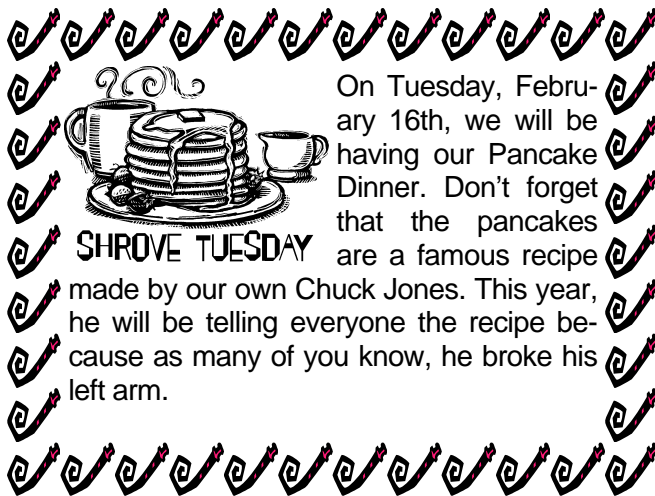 On Tuesday, Febru-
ary 16th, we will be
having our Pancake
Dinner. Don't forget
that the pancakes
are a famous recipe
SHROVE TUESDAY
made by our own Chuck Jones. This year,
he will be telling everyone the recipe be-
cause as many of you know, he broke his
left arm.